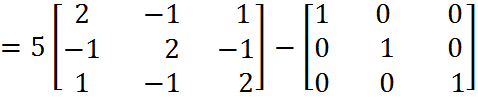 = 5 [ 2 −1 1 ] − [ 1 0 0 ]
[ −1 2 −1 ] [ 0 1 0 ]
[ 1 −1 2 ] [ 0 0 1 ]